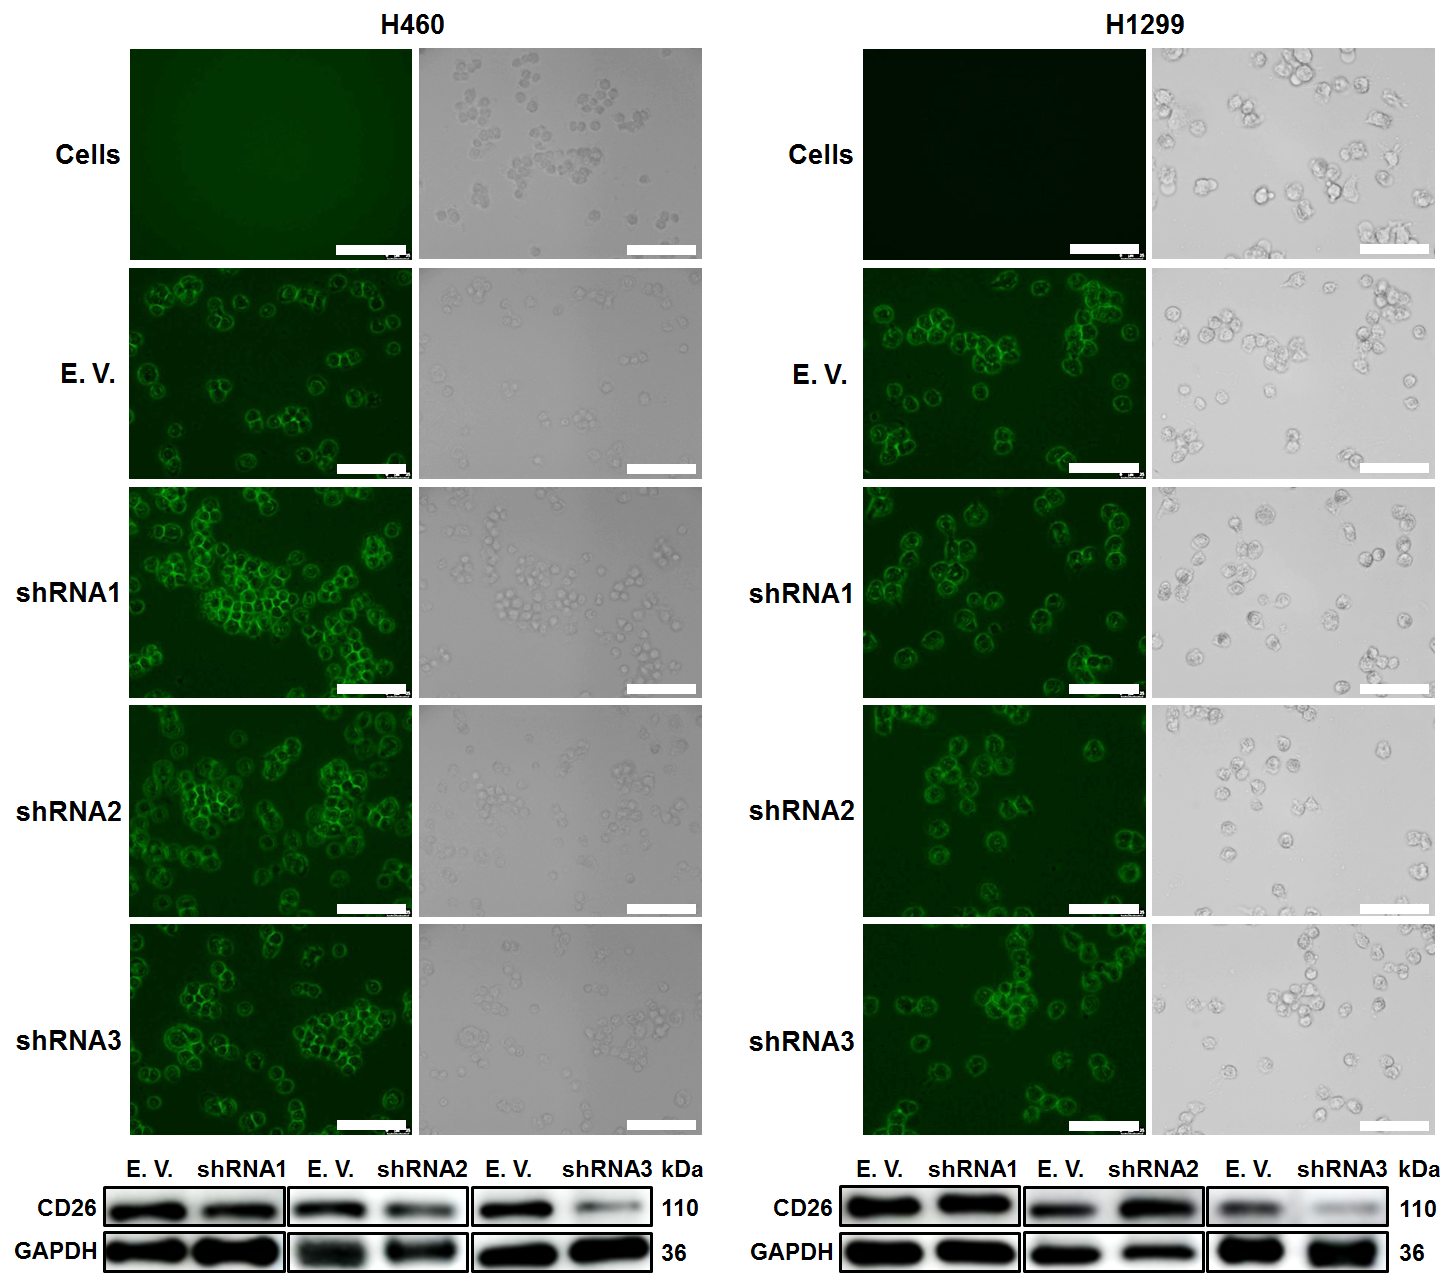 H460
H1299
Cells
Cells
E. V.
E. V.
shRNA1
shRNA1
shRNA2
shRNA2
shRNA3
shRNA3
E. V. shRNA1 E. V. shRNA2 E. V. shRNA3 kDa
CD26 110
GAPDH 36
E. V. shRNA1 E. V. shRNA2 E. V. shRNA3 kDa
CD26 110
GAPDH 36